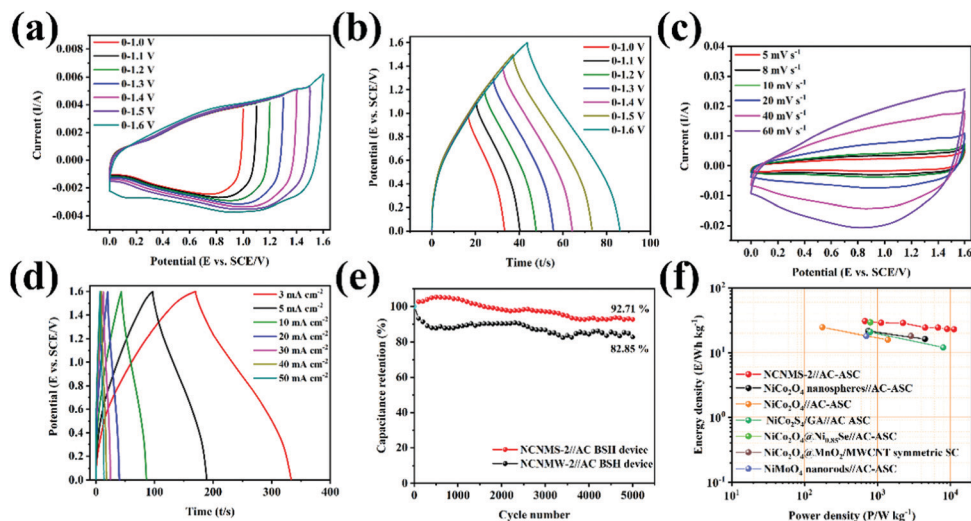 (a)
0.008
0.006
0.004
0.002
0.000
-0.002
-0.004
Current (I/A)
0-1.0 V
0-1.1 V
0-1.2 V
0-1.3 V
0-1.4 V
0-1.5 V
0-1.6 V
0.0 0.2 0.4 0.6 0.8 1.0 1.2 1.4 1.6
Potential (E vs. SCE/V)
(b)
1.6
1.4
1.2
1.0
0.8
0.6
0.4
0.2
0.0
Potential (E vs. SCE/V)
0-1.0 V
0-1.1 V
0-1.2 V
0-1.3 V
0-1.4 V
0-1.5 V
0-1.6 V
0 20 40 60 80 100
Time (t/s)
(c)
0.04
0.03
0.02
0.01
0.00
-0.01
-0.02
Current (I/A)
5 mV s⁻¹
8 mV s⁻¹
10 mV s⁻¹
20 mV s⁻¹
40 mV s⁻¹
60 mV s⁻¹
0.0 0.2 0.4 0.6 0.8 1.0 1.2 1.4 1.6
Potential (E vs. SCE/V)
(d)
1.6
1.4
1.2
1.0
0.8
0.6
0.4
0.2
0.0
Potential (E vs. SCE/V)
3 mA cm⁻²
5 mA cm⁻²
10 mA cm⁻²
20 mA cm⁻²
30 mA cm⁻²
40 mA cm⁻²
50 mA cm⁻²
0 100 200 300 400
Time (t/s)
(e)
120
100
80
60
40
20
0
Capacitance retention (%)
92.71 %
82.85 %
NCNMS-2//AC BSH device
NCNMW-2//AC BSH device
0 1000 2000 3000 4000 5000
Cycle number
(f)
10²
10¹
10⁰
10⁻¹
Energy density (E/Wh kg⁻¹)
NCNMS-2//AC-ASC
NiCo₂O₄ nanospheres//AC-ASC
NiCo₂O₄//AC-ASC
NiCo₂S₄/GA//AC ASC
NiCo₂O₄@Ni₀.₈₅Se//AC-ASC
NiCo₂O₄@MnO₂/MWCNT symmetric SC
NiMoO₄ nanorods//AC-ASC
10¹ 10² 10³ 10⁴
Power density (P/W kg⁻¹)